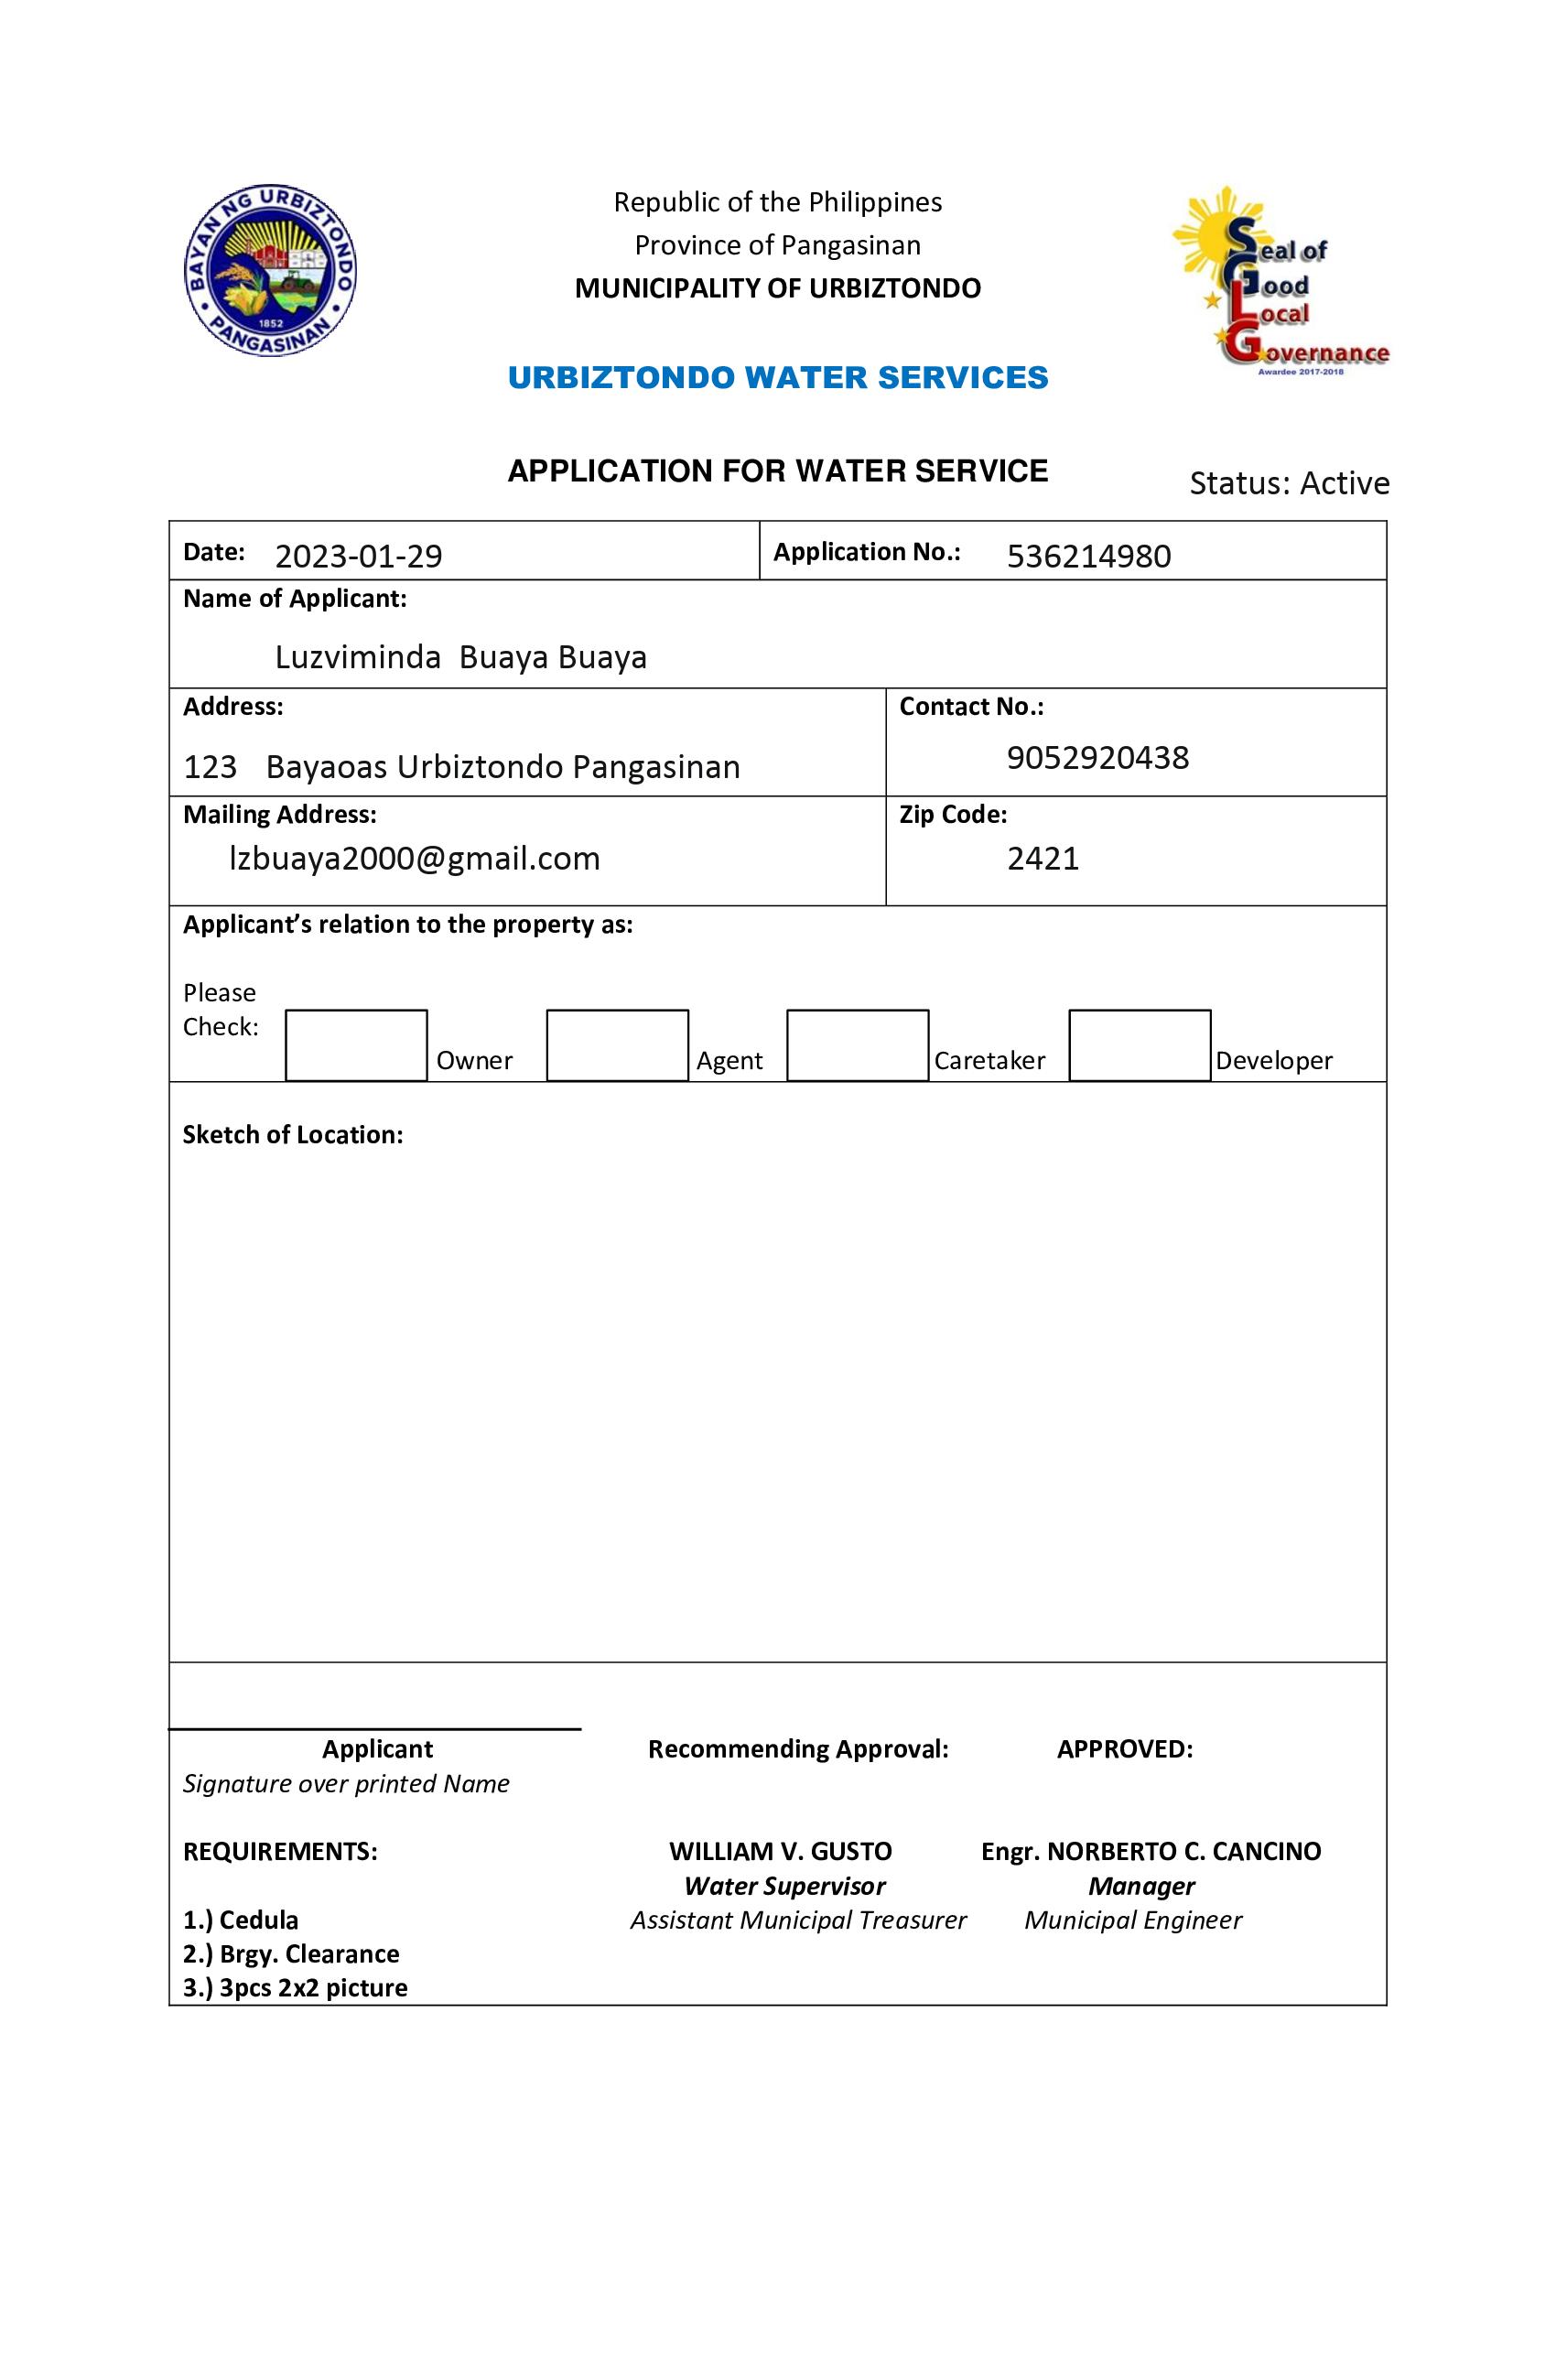 BAYAN NG URBIZTONDO
1852
PANGASINAN
Republic of the Philippines
Province of Pangasinan
MUNICIPALITY OF URBIZTONDO
Seal of
Good
Local
Governance
Awardee 2017-2018
URBIZTONDO WATER SERVICES
APPLICATION FOR WATER SERVICE
Status: Active
Date: 2023-01-29 Application No.: 536214980
Name of Applicant:
Luzviminda Buaya Buaya
Address: Contact No.:
123 Bayaoas Urbiztondo Pangasinan 9052920438
Mailing Address: Zip Code:
lzbuaya2000@gmail.com 2421
Applicant’s relation to the property as:
Please
Check:
Owner Agent Caretaker Developer
Sketch of Location:
Applicant Recommending Approval: APPROVED:
Signature over printed Name
REQUIREMENTS: WILLIAM V. GUSTO Engr. NORBERTO C. CANCINO
Water Supervisor Manager
1.) Cedula Assistant Municipal Treasurer Municipal Engineer
2.) Brgy. Clearance
3.) 3pcs 2x2 picture